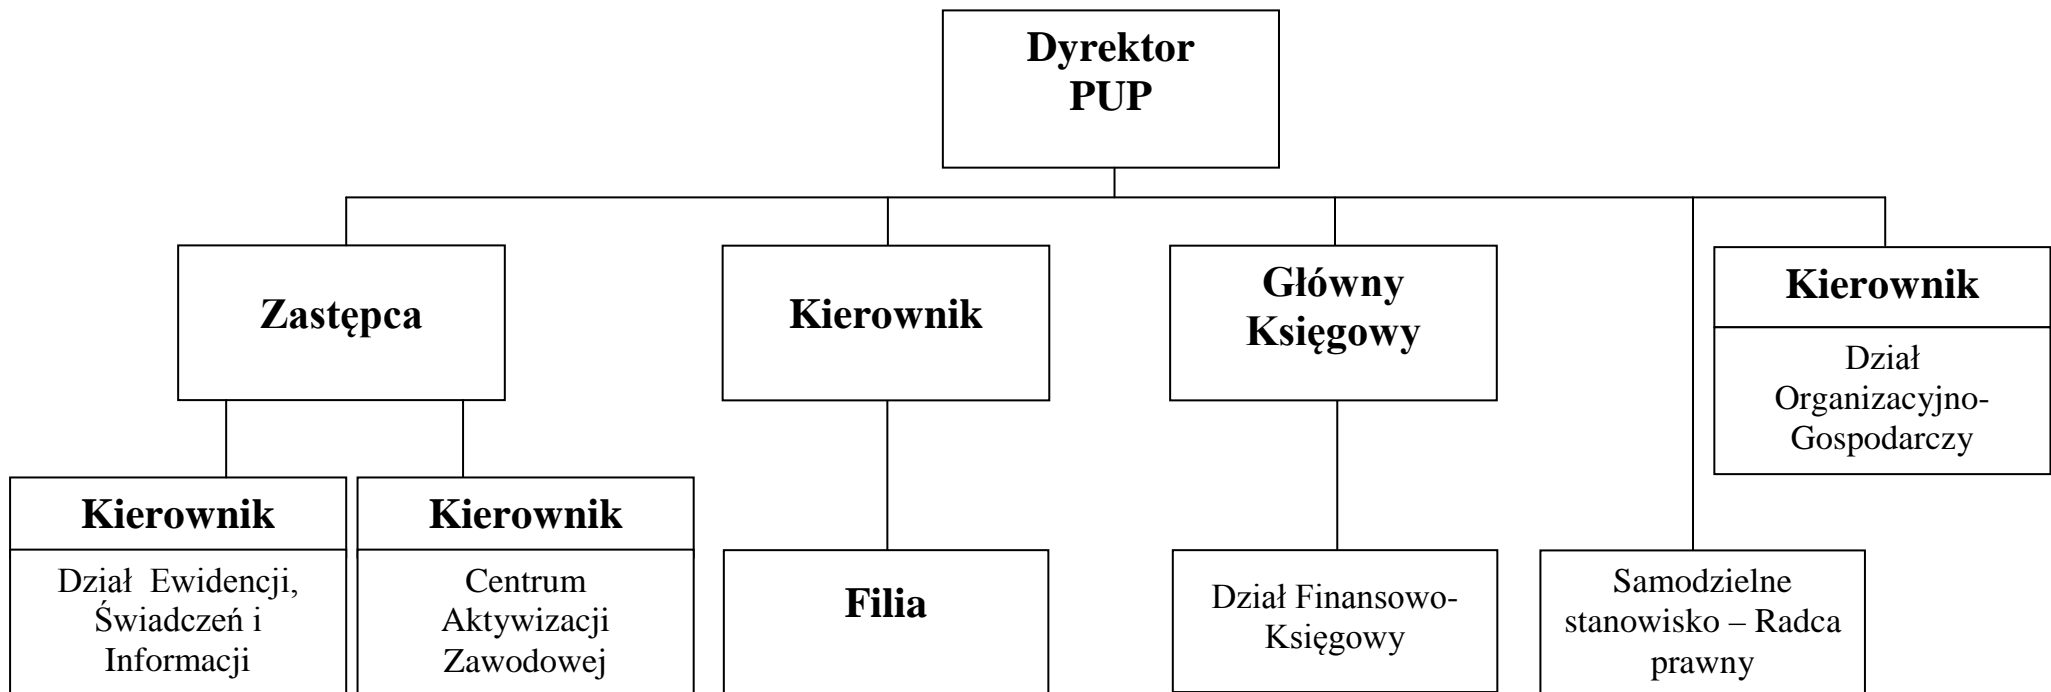 Dyrektor
PUP
Zastępca
Kierownik
Główny
Księgowy
Kierownik
Dział
Organizacyjno-
Gospodarczy
Kierownik
Dział Ewidencji,
Świadczeń i
Informacji
Kierownik
Centrum
Aktywizacji
Zawodowej
Filia
Dział Finansowo-
Księgowy
Samodzielne
stanowisko – Radca
prawny